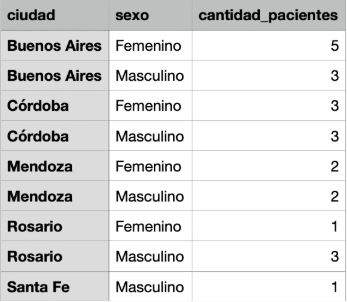 ciudad sexo cantidad_pacientes
Buenos Aires Femenino 5
Buenos Aires Masculino 3
Córdoba Femenino 3
Córdoba Masculino 3
Mendoza Femenino 2
Mendoza Masculino 2
Rosario Femenino 1
Rosario Masculino 3
Santa Fe Masculino 1